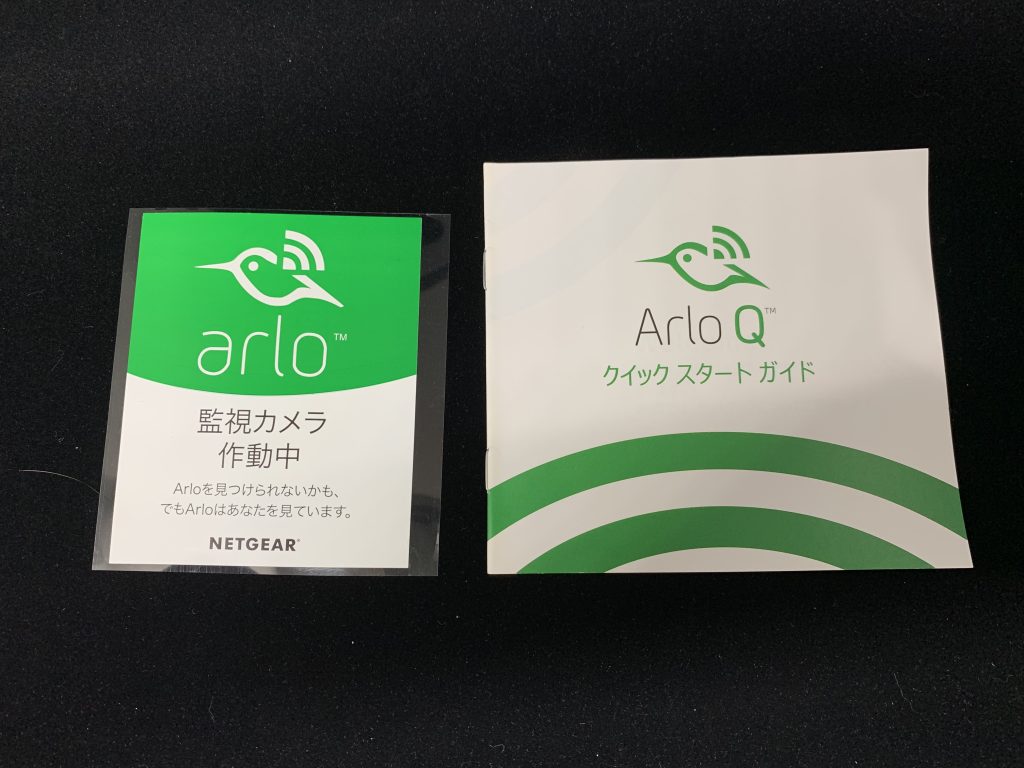 arlo™
監視カメラ
作動中
Arloを見つけられないかも、
でもArloはあなたを見ています。
NETGEAR®
Arlo Q™
クイック スタート ガイド